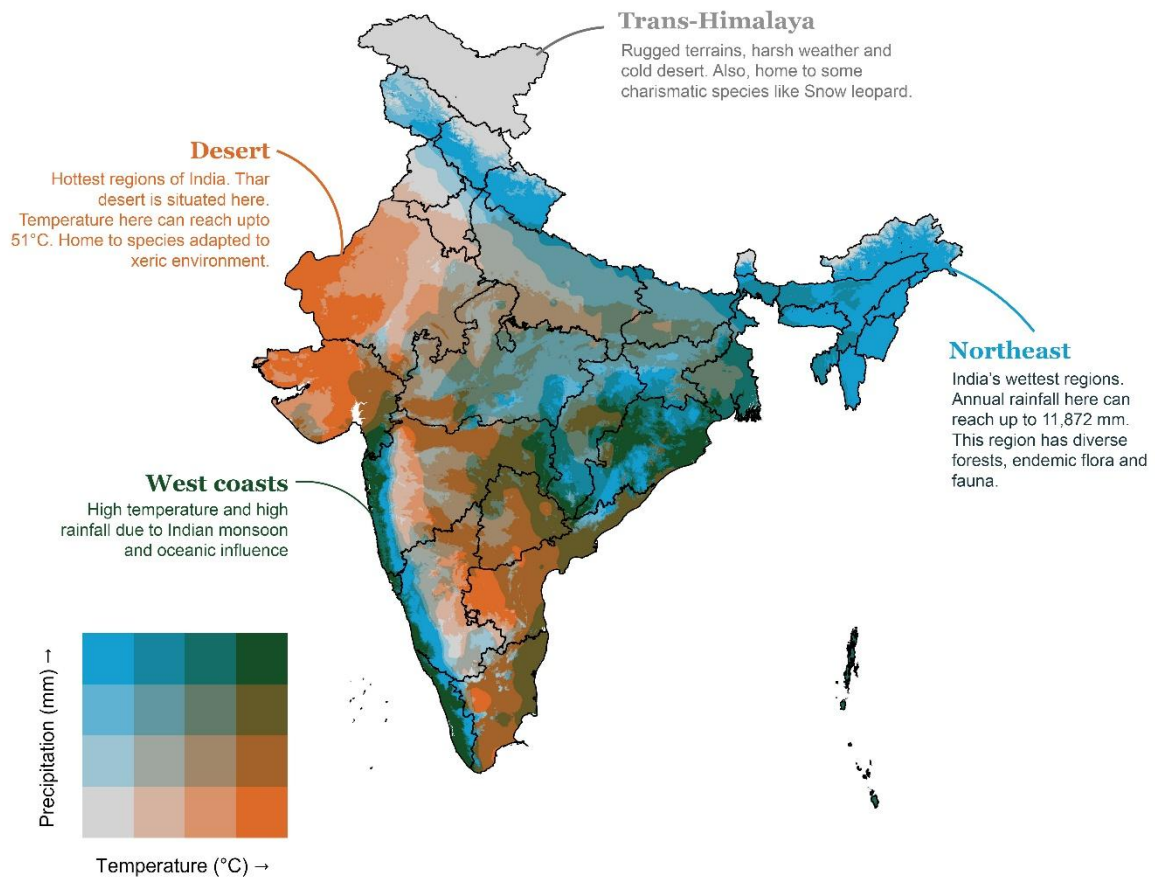 Trans-Himalaya
Rugged terrains, harsh weather and
cold desert. Also, home to some
charismatic species like Snow leopard.
Desert
Hottest regions of India. Thar
desert is situated here.
Temperature here can reach upto
51°C. Home to species adapted to
xeric environment.
Northeast
India's wettest regions.
Annual rainfall here can
reach up to 11,872 mm.
This region has diverse
forests, endemic flora and
fauna.
West coasts
High temperature and high
rainfall due to Indian monsoon
and oceanic influence
Precipitation (mm) →
Temperature (°C) →